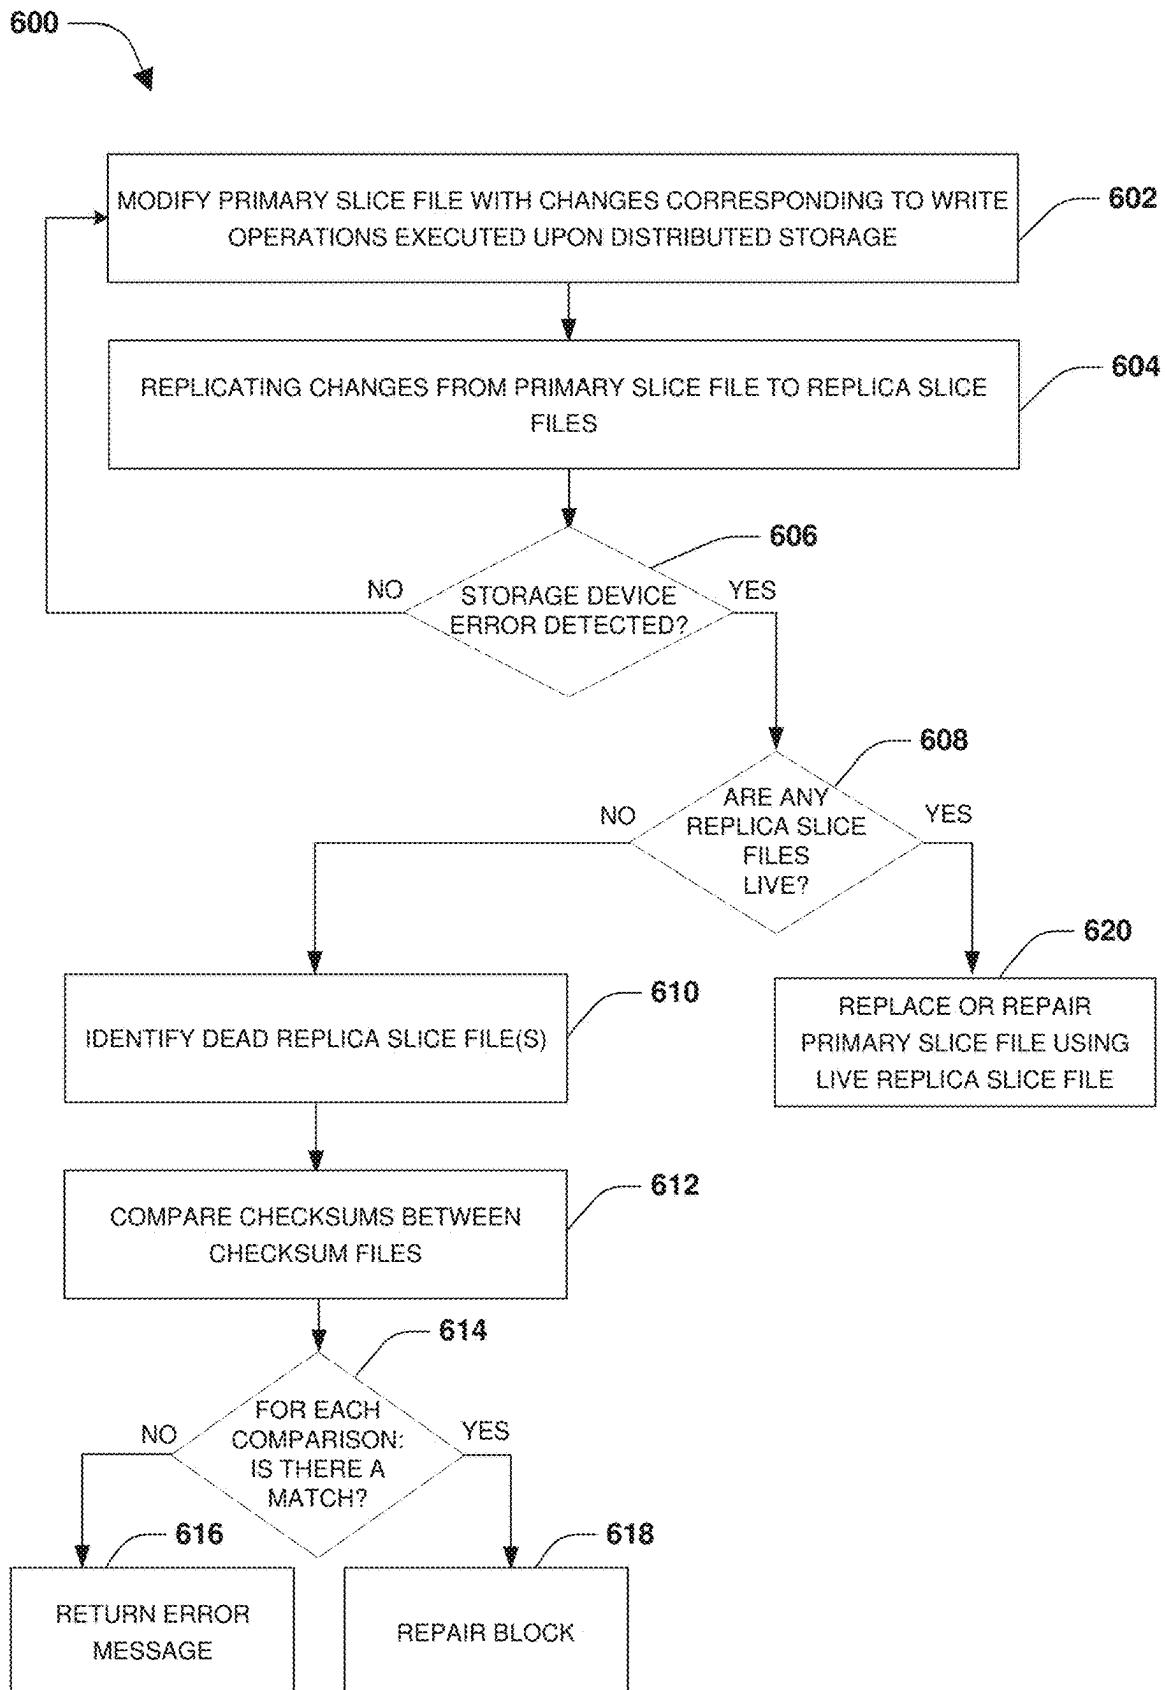 600
MODIFY PRIMARY SLICE FILE WITH CHANGES CORRESPONDING TO WRITE
OPERATIONS EXECUTED UPON DISTRIBUTED STORAGE
602
REPLICATING CHANGES FROM PRIMARY SLICE FILE TO REPLICA SLICE
FILES
604
606
NO
YES
STORAGE DEVICE
ERROR DETECTED?
608
NO
YES
ARE ANY
REPLICA SLICE
FILES
LIVE?
610
IDENTIFY DEAD REPLICA SLICE FILE(S)
620
REPLACE OR REPAIR
PRIMARY SLICE FILE USING
LIVE REPLICA SLICE FILE
612
COMPARE CHECKSUMS BETWEEN
CHECKSUM FILES
614
NO
YES
FOR EACH
COMPARISON:
IS THERE A
MATCH?
616
RETURN ERROR
MESSAGE
618
REPAIR BLOCK